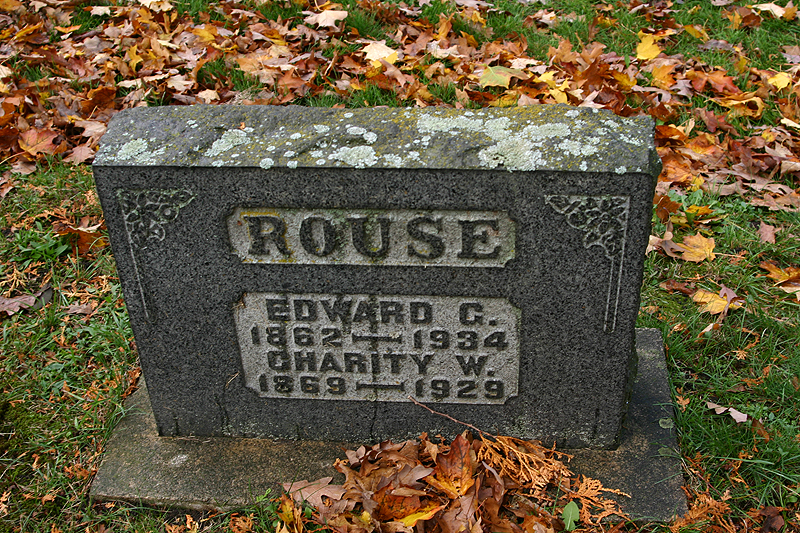 ROUSE
EDWARD G.
1862 — 1934
CHARITY W.
1869 — 1929